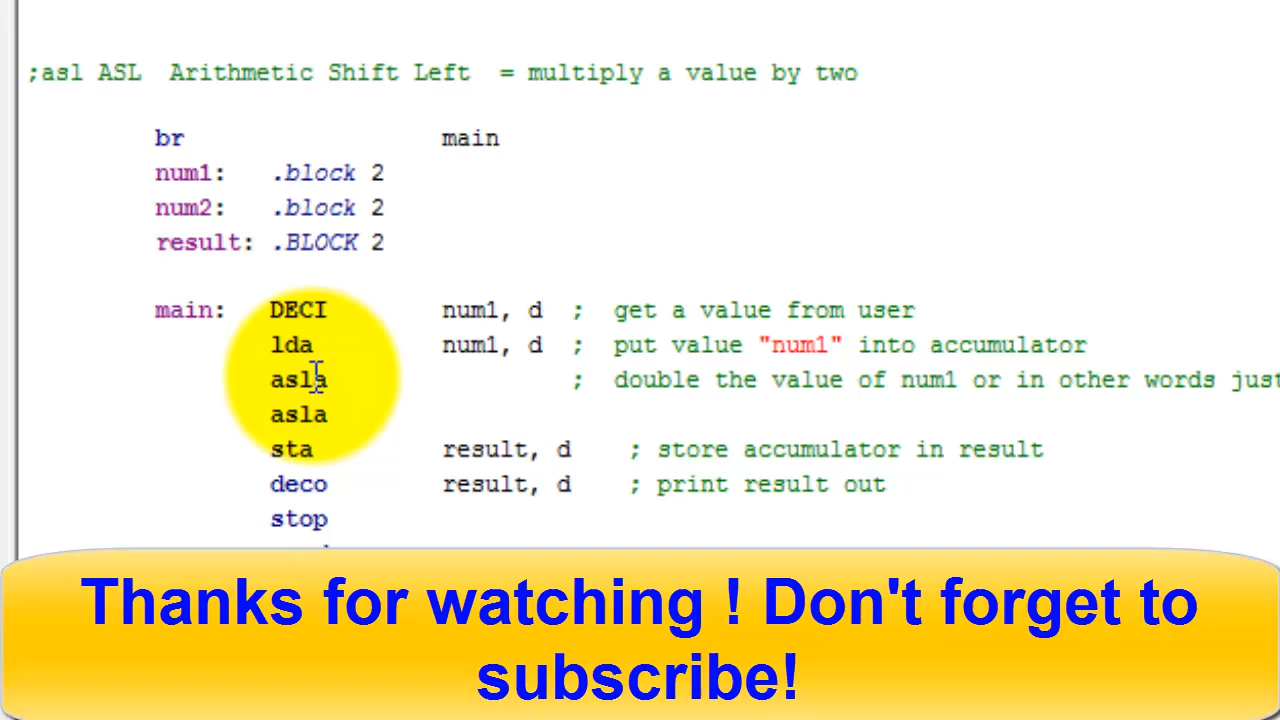 ;asl ASL  Arithmetic Shift Left  = multiply a value by two
br main
num1: .block 2
num2: .block 2
result: .BLOCK 2
main: DECI num1, d ; get a value from user
lda num1, d ; put value "num1" into accumulator
asla ; double the value of num1 or in other words just
asla
sta result, d ; store accumulator in result
deco result, d ; print result out
stop
Thanks for watching ! Don't forget to
subscribe!